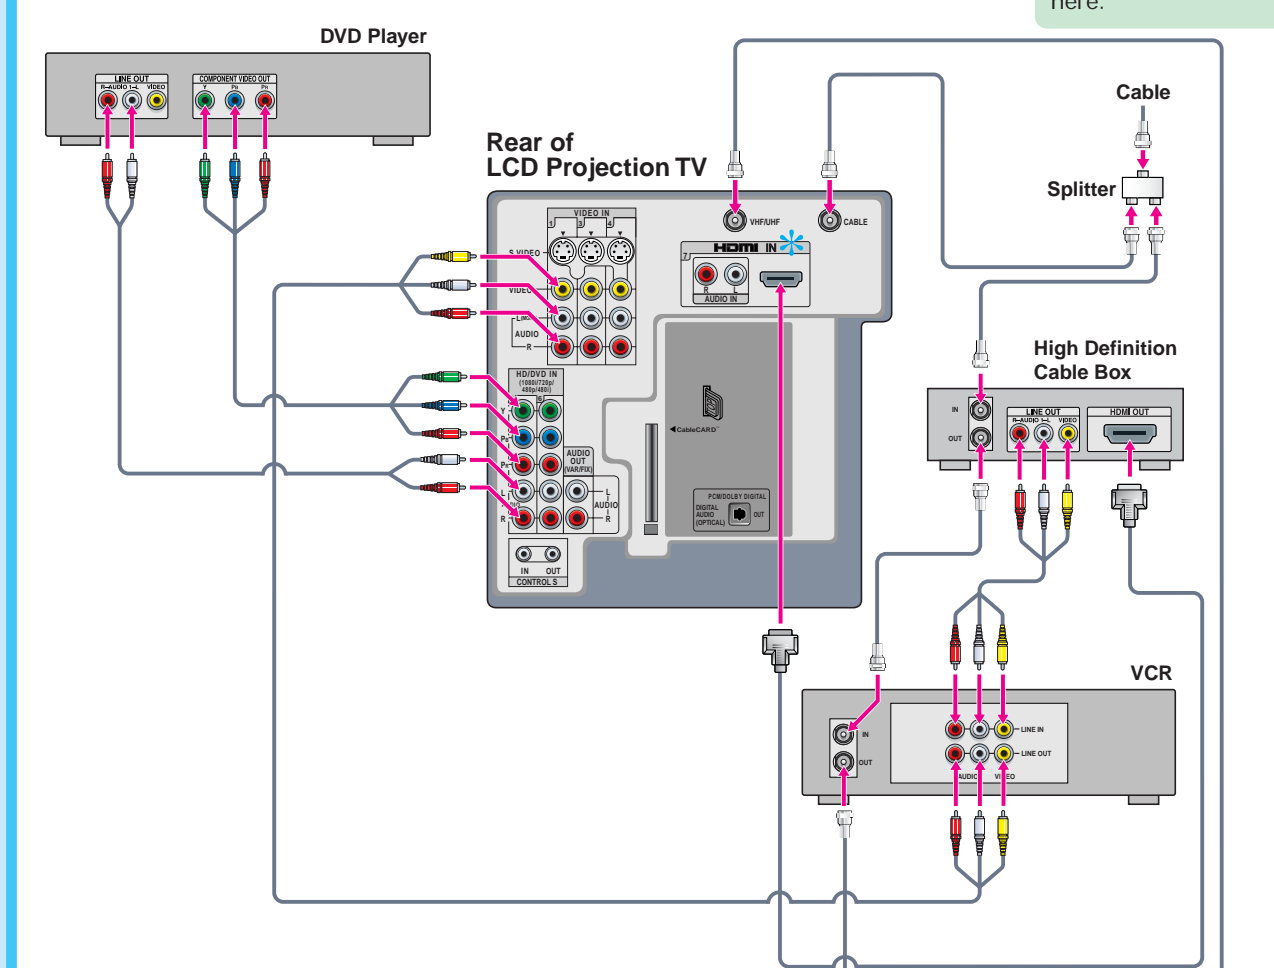 here.
DVD Player
LINE OUT
R–AUDIO–L VIDEO
COMPONENT VIDEO OUT
Y PB PR
Cable
Splitter
Rear of
LCD Projection TV
VIDEO IN
1 3 4
S VIDEO
VIDEO
AUDIO
R
VHF/UHF
CABLE
HDMI IN
7
R L
AUDIO IN
HD/DVD IN
(1080i/720p/
480p/480i)
6
Y
PB
PR
L
R
AUDIO
OUT
(VAR/FIX)
L
AUDIO
R
CableCARD™
PCM/DOLBY DIGITAL
DIGITAL
AUDIO
(OPTICAL)
OUT
IN OUT
CONTROL S
High Definition
Cable Box
IN
OUT
LINE OUT
R–AUDIO–L VIDEO
HDMI OUT
VCR
IN
OUT
LINE IN
LINE OUT
AUDIO VIDEO